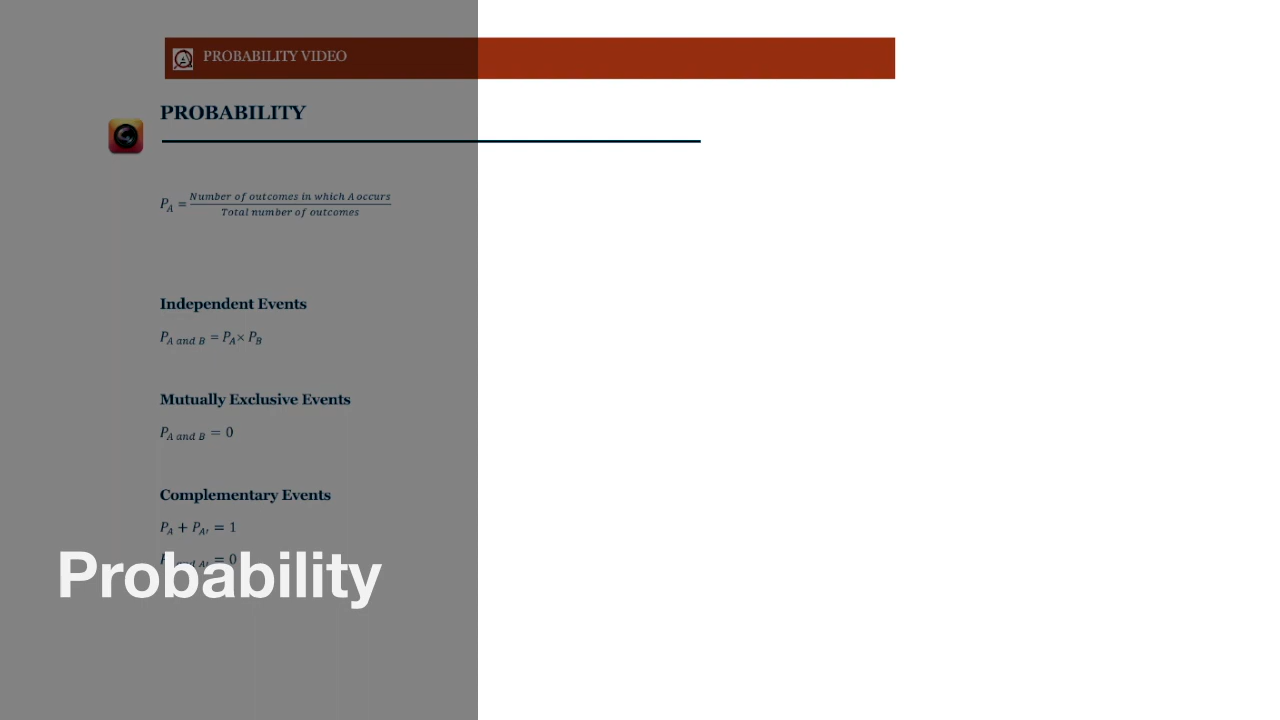 PROBABILITY VIDEO
PROBABILITY
P_A = Number of outcomes in which A occurs / Total number of outcomes
Independent Events
P_A and B = P_A × P_B
Mutually Exclusive Events
P_A and B = 0
Complementary Events
P_A + P_A′ = 1
and A′ = 0
Probability